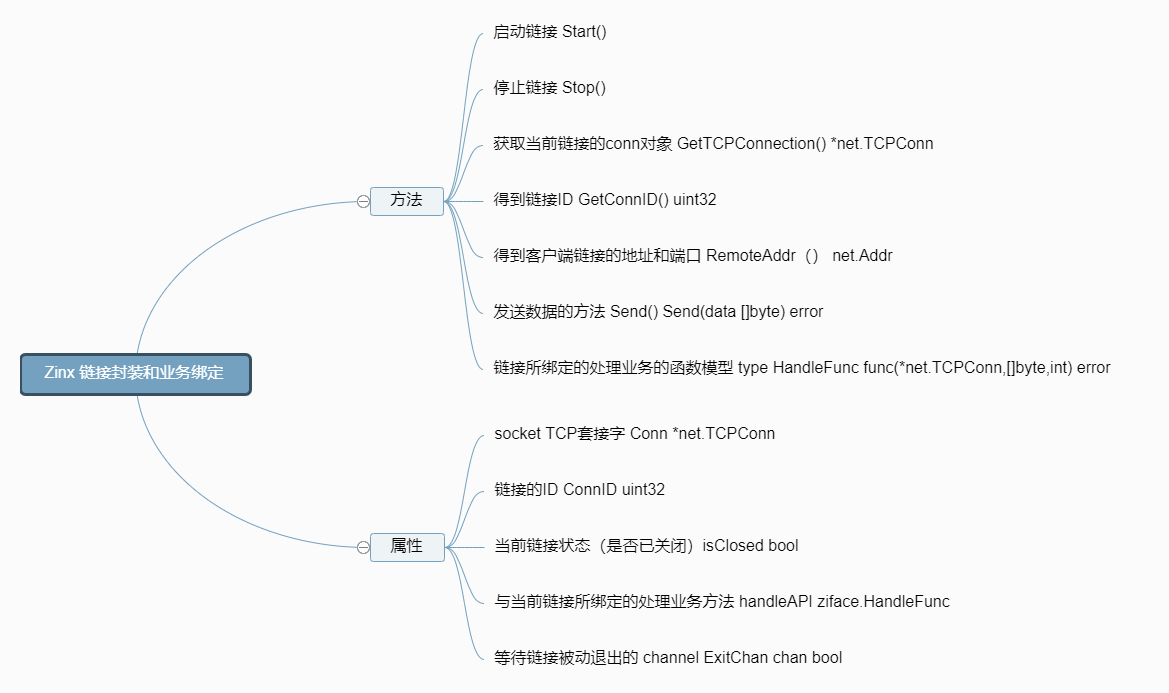 启动链接 Start()
停止链接 Stop()
获取当前链接的conn对象 GetTCPConnection() *net.TCPConn
方法
得到链接ID GetConnID() uint32
得到客户端链接的地址和端口 RemoteAddr（） net.Addr
发送数据的方法 Send() Send(data []byte) error
链接所绑定的处理业务的函数模型 type HandleFunc func(*net.TCPConn,[]byte,int) error
Zinx 链接封装和业务绑定
socket TCP套接字 Conn *net.TCPConn
链接的ID ConnID uint32
属性
当前链接状态（是否已关闭）isClosed bool
与当前链接所绑定的处理业务方法 handleAPI ziface.HandleFunc
等待链接被动退出的 channel ExitChan chan bool